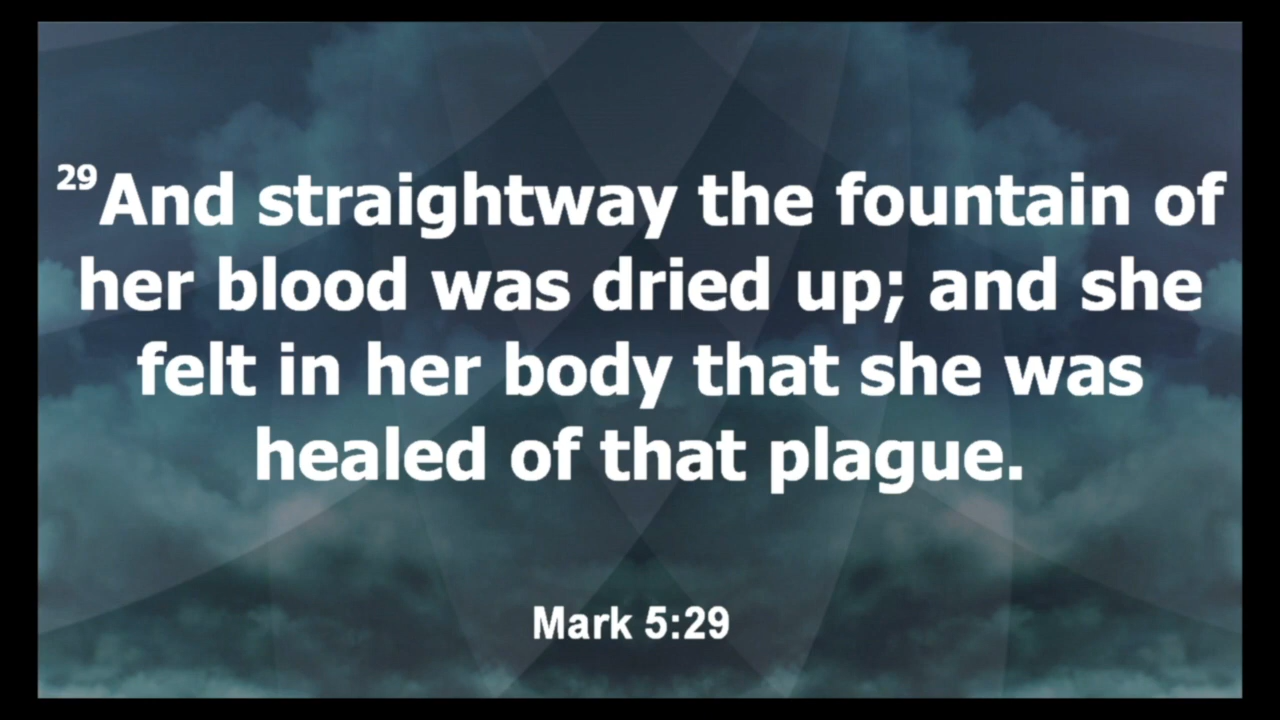 29And straightway the fountain of
her blood was dried up; and she
felt in her body that she was
healed of that plague.
Mark 5:29